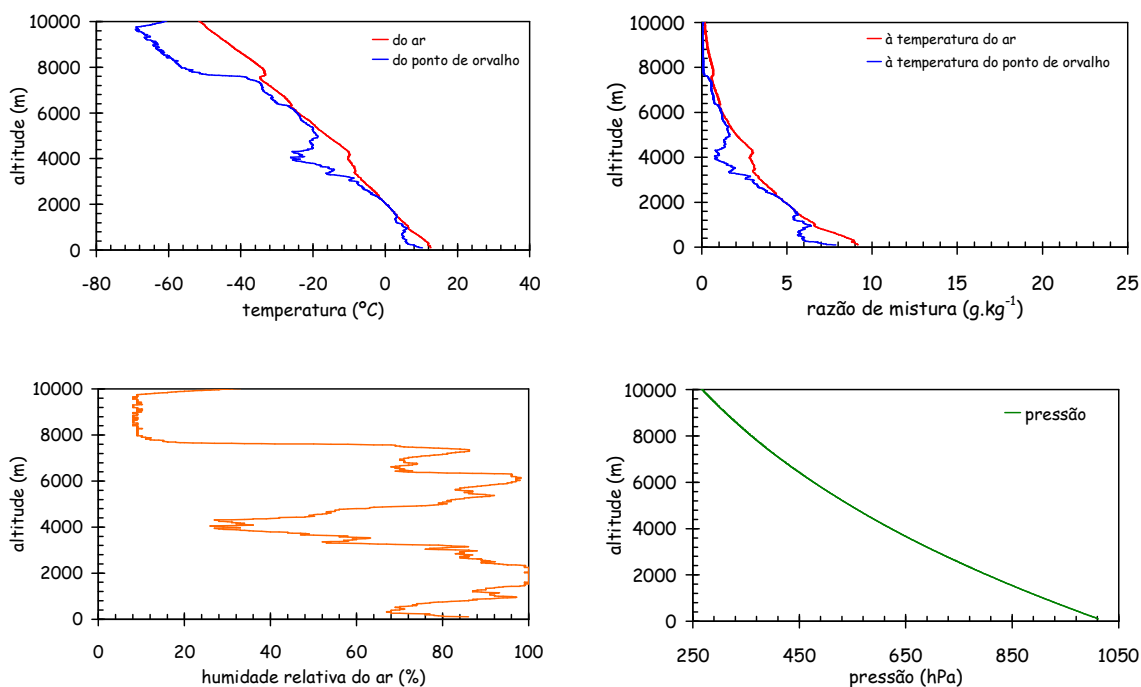 10000
8000
6000
4000
2000
0
altitude (m)
-80 -60 -40 -20 0 20 40
temperatura (ºC)
do ar
do ponto de orvalho
10000
8000
6000
4000
2000
0
altitude (m)
0 5 10 15 20 25
razão de mistura (g.kg⁻¹)
à temperatura do ar
à temperatura do ponto de orvalho
10000
8000
6000
4000
2000
0
altitude (m)
0 20 40 60 80 100
humidade relativa do ar (%)
10000
8000
6000
4000
2000
0
altitude (m)
250 450 650 850 1050
pressão (hPa)
pressão